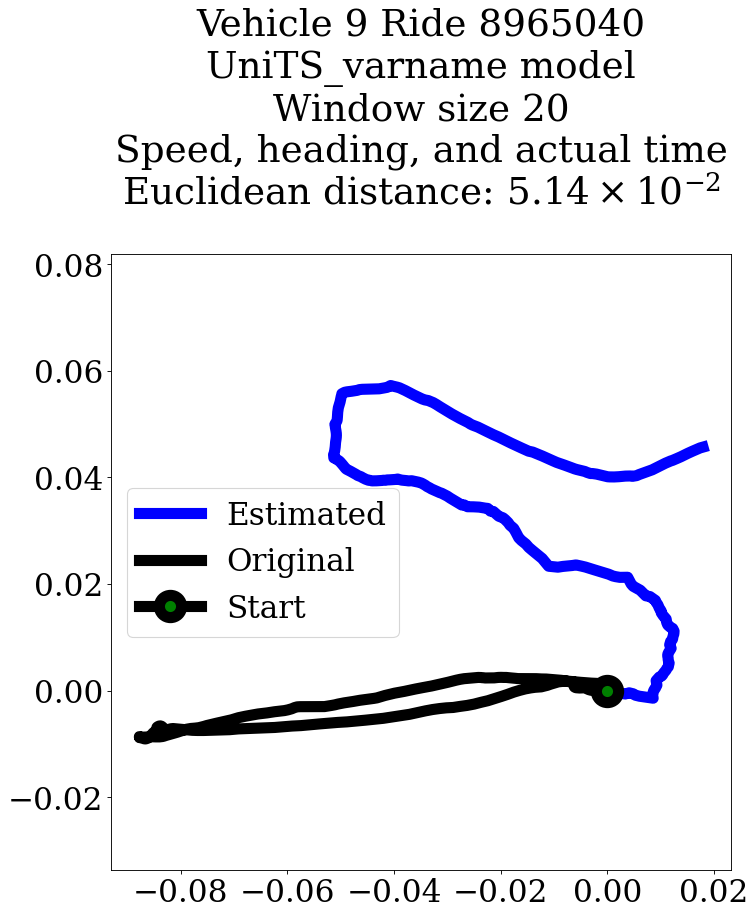 Vehicle 9 Ride 8965040
UniTS_varname model
Window size 20
Speed, heading, and actual time
Euclidean distance: 5.14 × 10⁻²
0.08
0.06
0.04
0.02
0.00
−0.02
Estimated
Original
Start
−0.08 −0.06 −0.04 −0.02 0.00 0.02